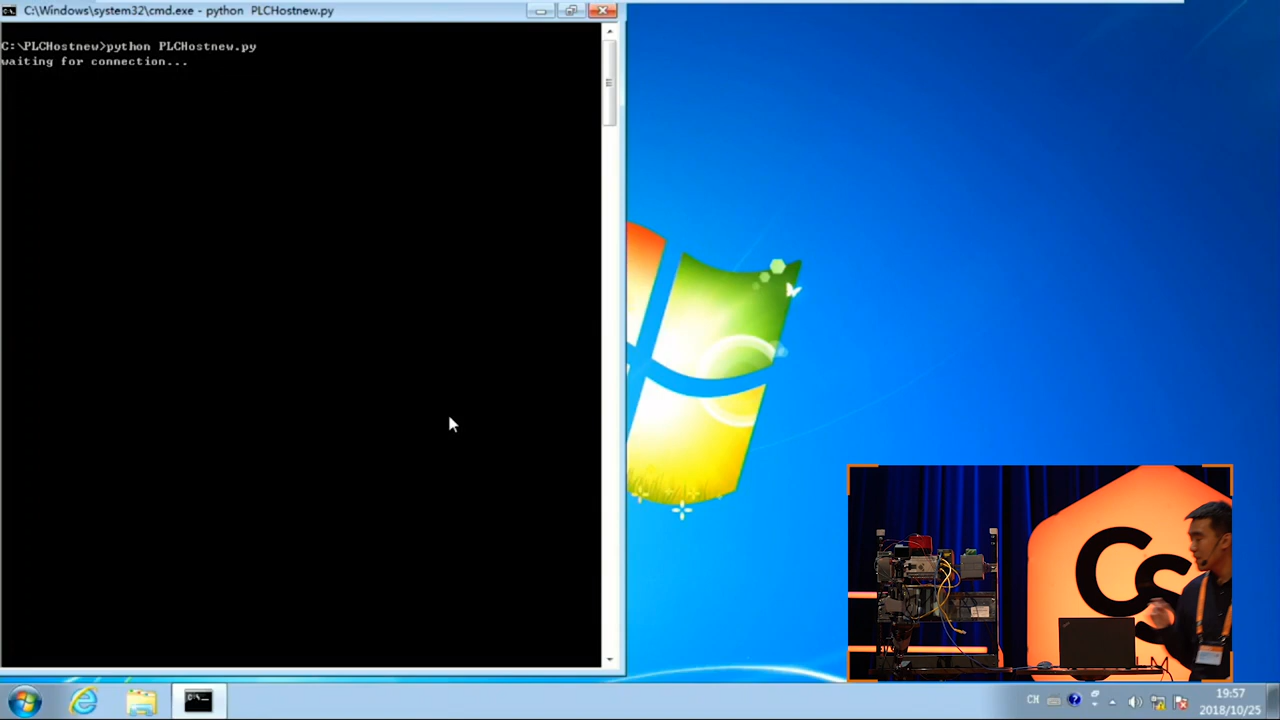 C:\Windows\system32\cmd.exe - python PLCHostnew.py
C:\PLCHostnew>python PLCHostnew.py
waiting for connection...
CS
C:\
CH
19:57
2018/10/25